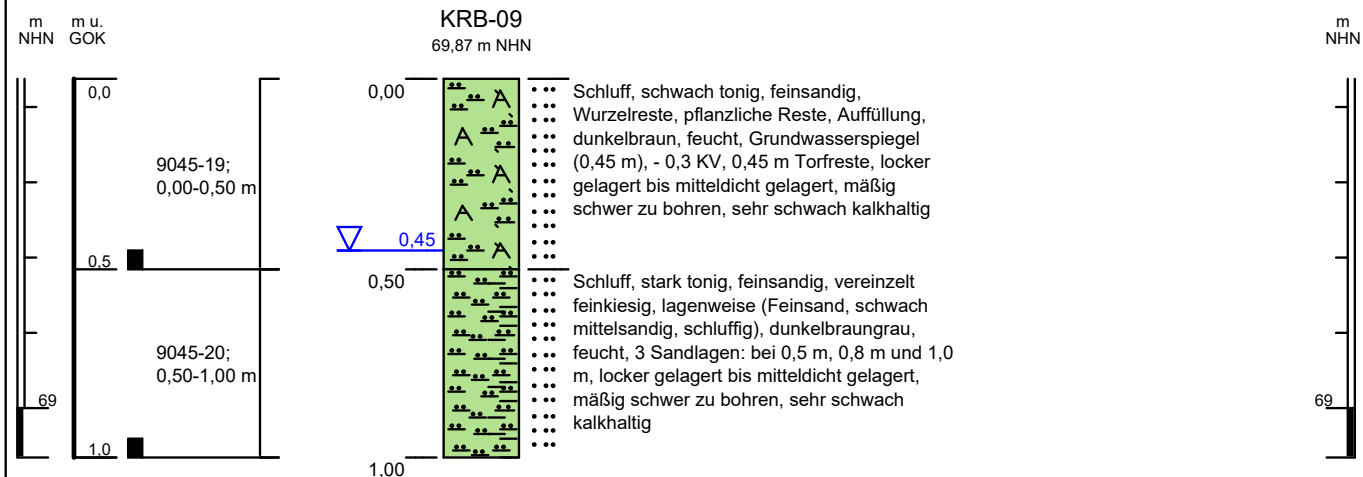 m
NHN
m u.
GOK
KRB-09
69,87 m NHN
m
NHN
0,0
0,00
9045-19;
0,00-0,50 m
Schluff, schwach tonig, feinsandig,
Wurzelreste, pflanzliche Reste, Auffüllung,
dunkelbraun, feucht, Grundwasserspiegel
(0,45 m), - 0,3 KV, 0,45 m Torfreste, locker
gelagert bis mitteldicht gelagert, mäßig
schwer zu bohren, sehr schwach kalkhaltig
A
A
A
A
A
0,45
0,5
0,50
9045-20;
0,50-1,00 m
Schluff, stark tonig, feinsandig, vereinzelt
feinkiesig, lagenweise (Feinsand, schwach
mittelsandig, schluffig), dunkelbraungrau,
feucht, 3 Sandlagen: bei 0,5 m, 0,8 m und 1,0
m, locker gelagert bis mitteldicht gelagert,
mäßig schwer zu bohren, sehr schwach
kalkhaltig
69
69
1,0
1,00